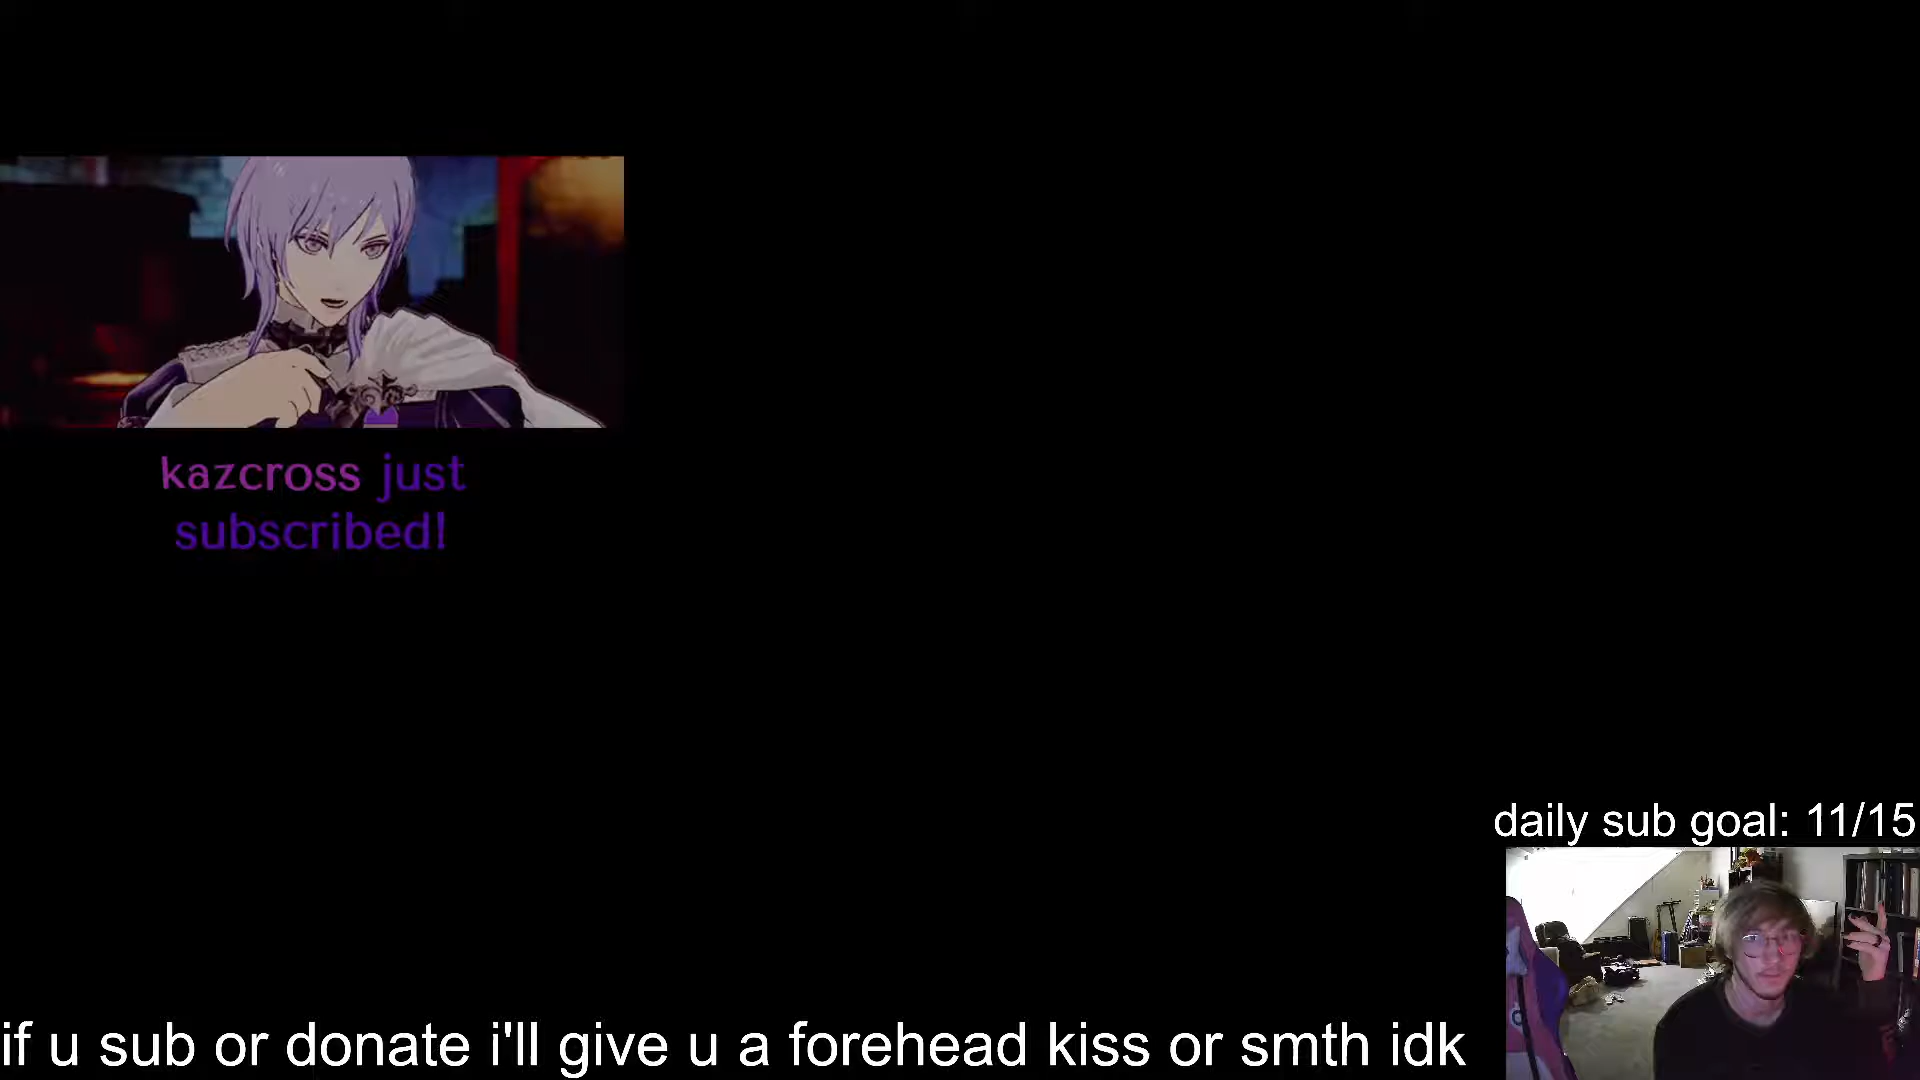 kazcross just
subscribed!
daily sub goal: 11/15
if u sub or donate i'll give u a forehead kiss or smth idk